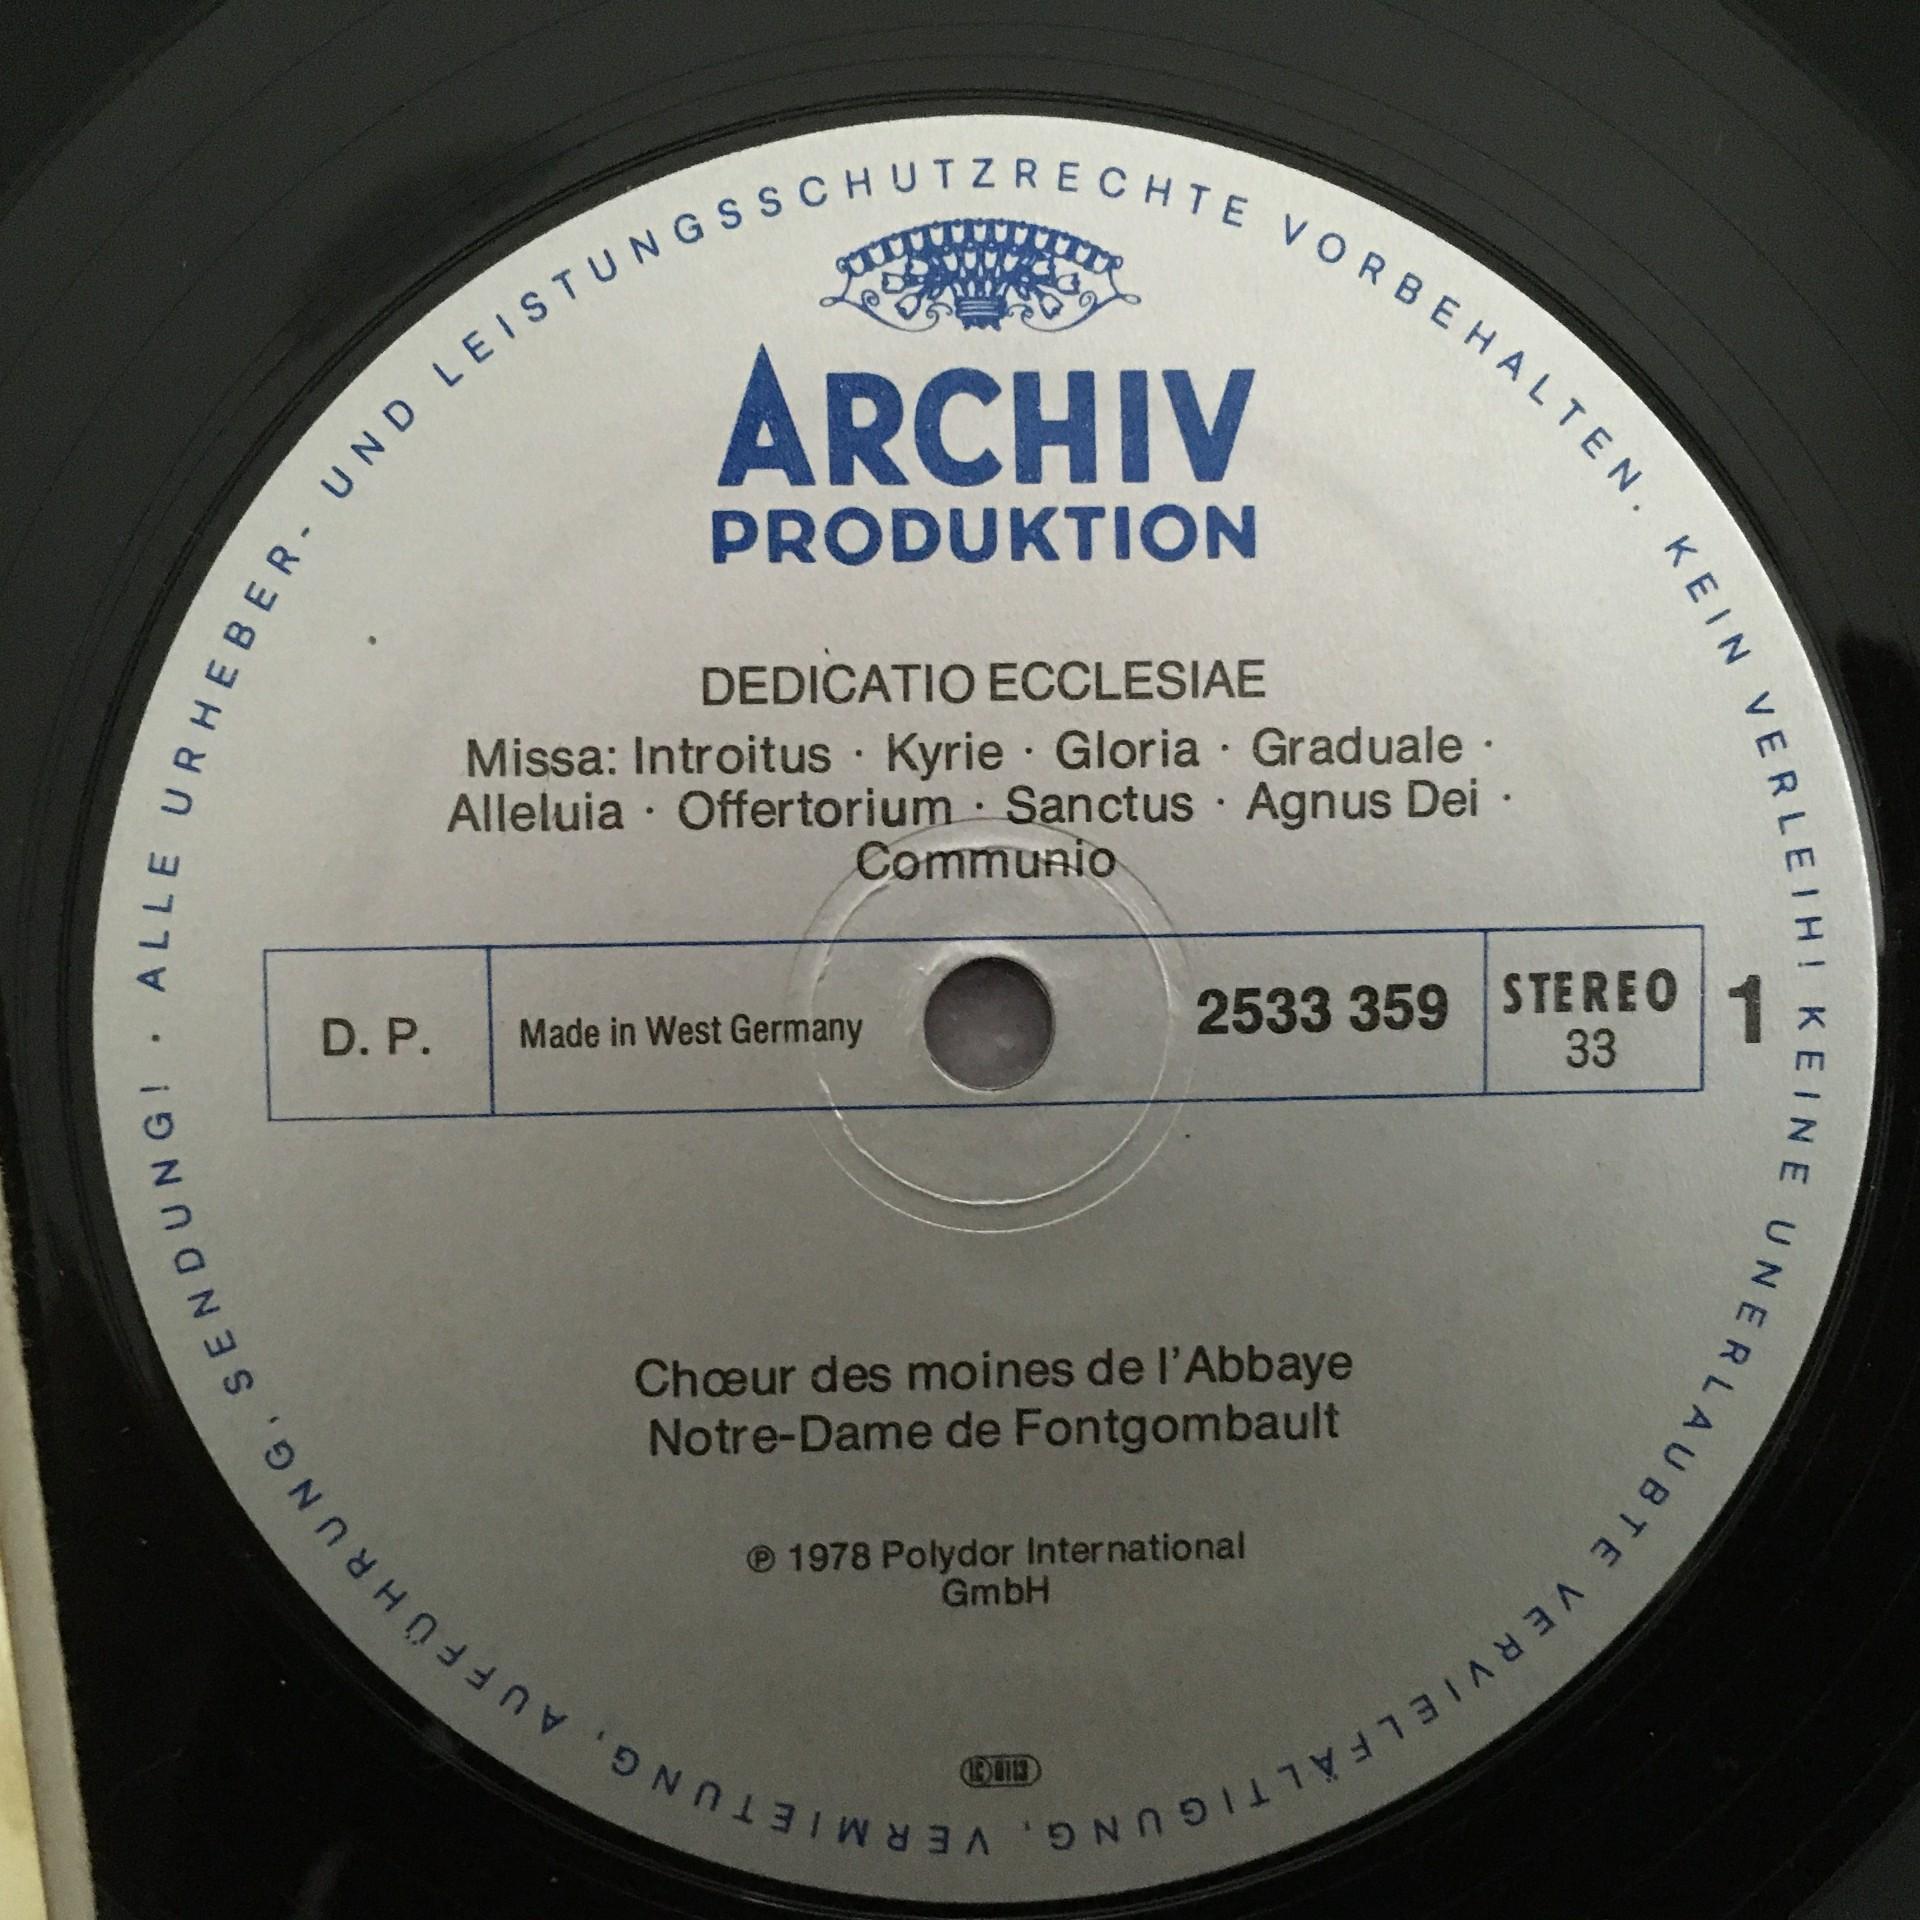 ALLE URHEBER- UND LEISTUNGSSCHUTZRECHTE VORBEHALTEN. KEIN VERLEIH! KEINE UNERLAUBTE VERVIELFÄLTIGUNG, VERMIETUNG, AUFFÜHRUNG, SENDUNG! ·
ARCHIV
PRODUKTION
DEDICATIO ECCLESIAE
Missa: Introitus · Kyrie · Gloria · Graduale ·
Alleluia · Offertorium · Sanctus · Agnus Dei ·
Communio
D. P. Made in West Germany 2533 359 STEREO 1
33
Chœur des moines de l'Abbaye
Notre-Dame de Fontgombault
℗ 1978 Polydor International
GmbH